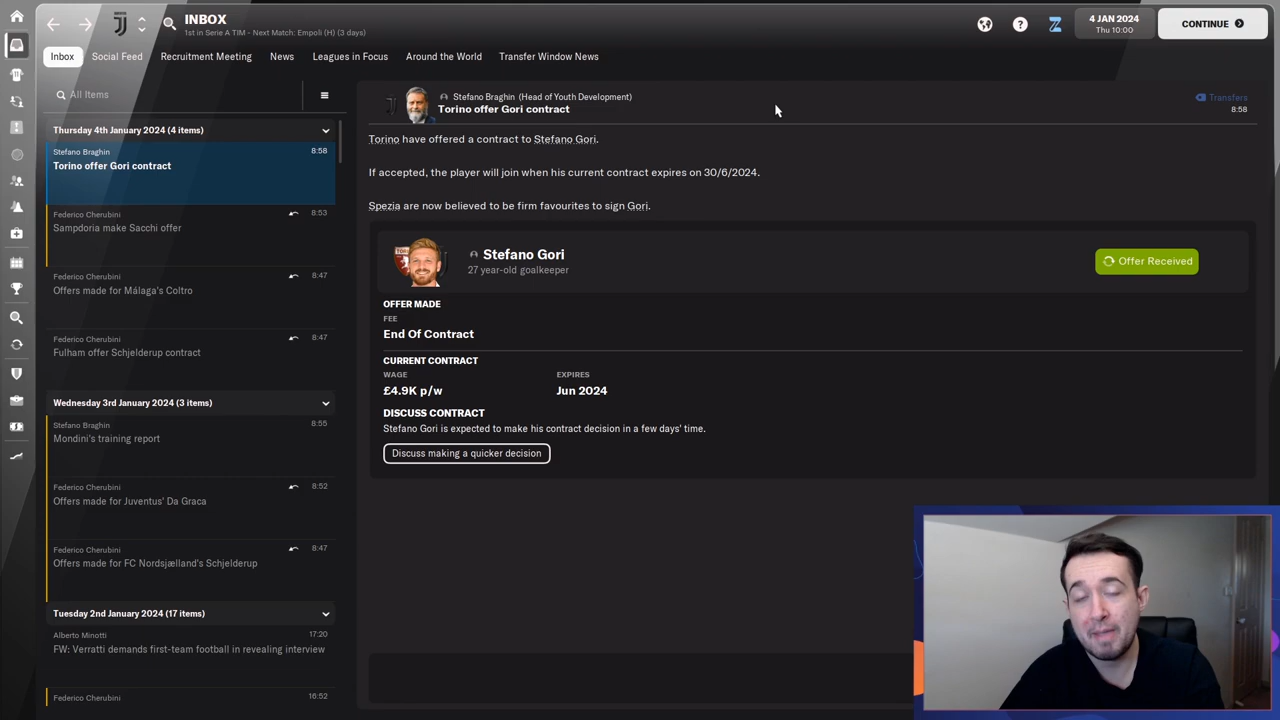 INBOX
1st in Serie A TIM - Next Match: Empoli (H) (3 days)
4 JAN 2024
Thu 10:00
CONTINUE
Inbox
Social Feed
Recruitment Meeting
News
Leagues in Focus
Around the World
Transfer Window News
All Items
Thursday 4th January 2024 (4 items)
Stefano Braghin 8:58
Torino offer Gori contract
Federico Cherubini 8:53
Sampdoria make Sacchi offer
Federico Cherubini 8:47
Offers made for Málaga's Coltro
Federico Cherubini 8:47
Fulham offer Schjelderup contract
Wednesday 3rd January 2024 (3 items)
Stefano Braghin 8:55
Mondini's training report
Federico Cherubini 8:52
Offers made for Juventus' Da Graca
Federico Cherubini 8:47
Offers made for FC Nordsjælland's Schjelderup
Tuesday 2nd January 2024 (17 items)
Alberto Minotti 17:20
FW: Verratti demands first-team football in revealing interview
Federico Cherubini 16:52
Stefano Braghin (Head of Youth Development)
Torino offer Gori contract
Transfers
8:58
Torino have offered a contract to Stefano Gori.
If accepted, the player will join when his current contract expires on 30/6/2024.
Spezia are now believed to be firm favourites to sign Gori.
Stefano Gori
27 year-old goalkeeper
Offer Received
OFFER MADE
FEE
End Of Contract
CURRENT CONTRACT
WAGE EXPIRES
£4.9K p/w Jun 2024
DISCUSS CONTRACT
Stefano Gori is expected to make his contract decision in a few days' time.
Discuss making a quicker decision